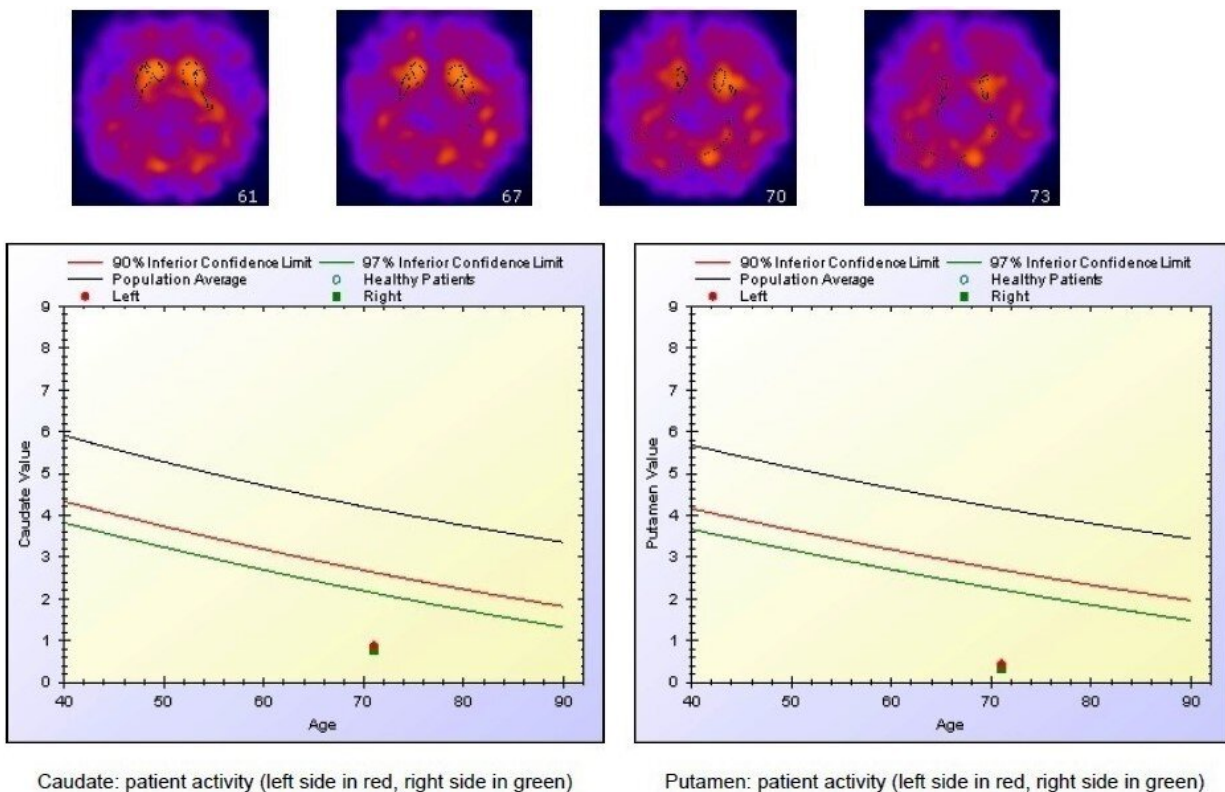 61
67
70
73
90% Inferior Confidence Limit
97% Inferior Confidence Limit
Population Average
Healthy Patients
Left
Right
9
8
7
6
5
4
3
2
1
0
Caudate Value
40
50
60
70
80
90
Age
90% Inferior Confidence Limit
97% Inferior Confidence Limit
Population Average
Healthy Patients
Left
Right
9
8
7
6
5
4
3
2
1
0
Putamen Value
40
50
60
70
80
90
Age
Caudate: patient activity (left side in red, right side in green)
Putamen: patient activity (left side in red, right side in green)